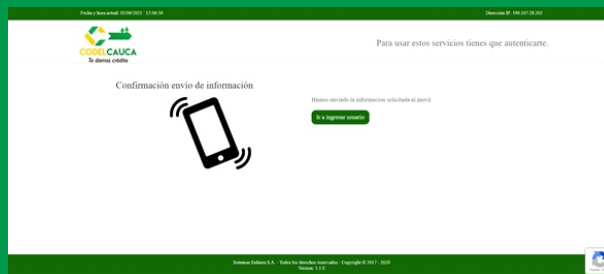 Fecha y hora actual: 02/06/2021 - 13:06:36
Dirección IP: 190.107.28.202
CODELCAUCA
Te damos crédito
Para usar estos servicios tienes que autenticarte.
Confirmación envío de información
Hemos enviado la informacion solicitada al movil
Ir a ingresar usuario
Sistemas Enlinea S.A. - Todos los derechos reservados - Copyright © 2017 - 2020
Version: 1.1.0